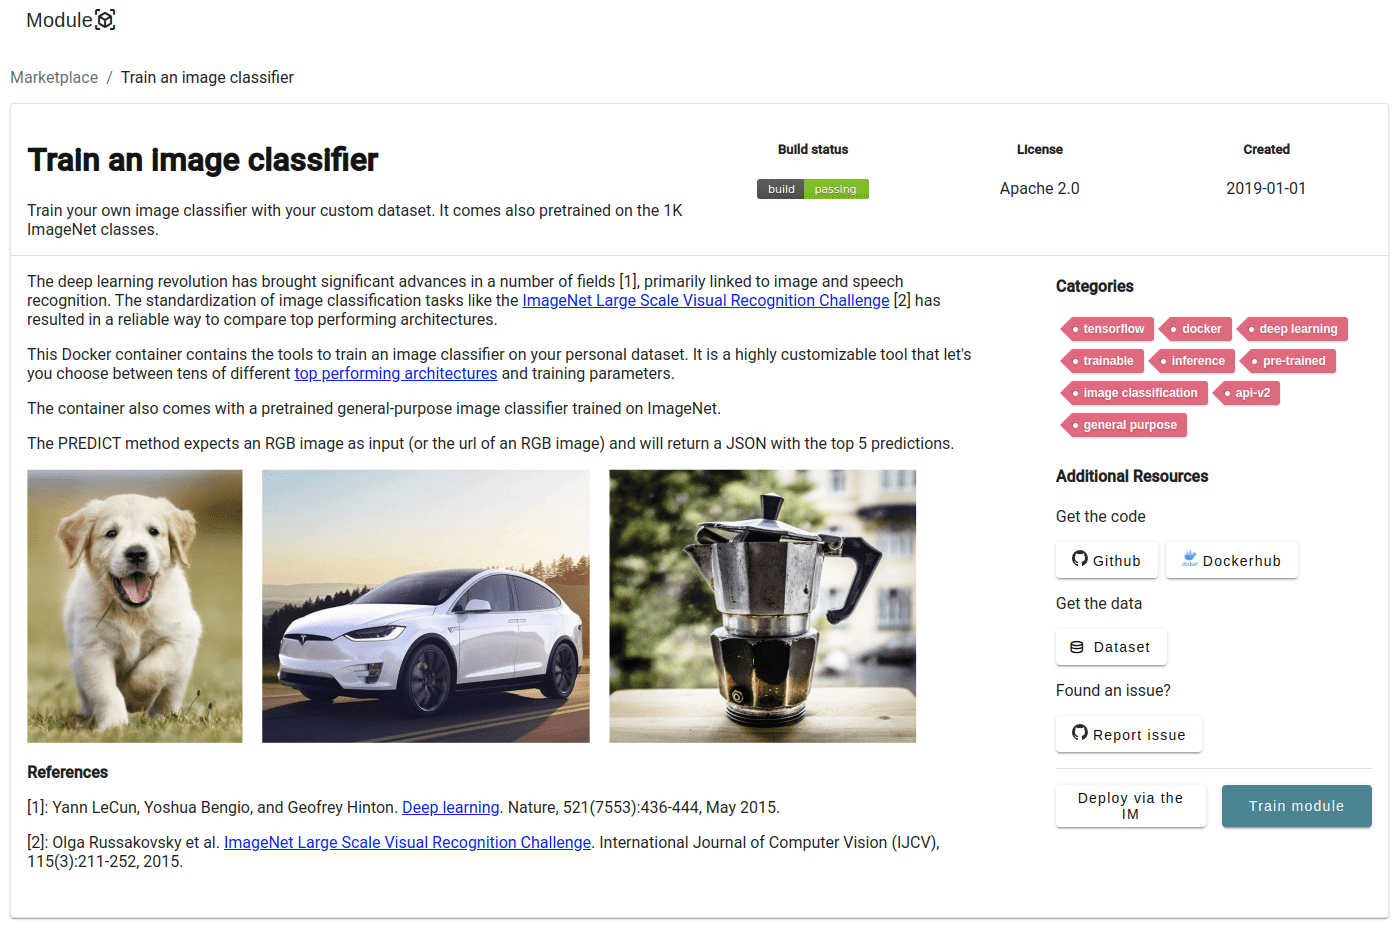 Module
Marketplace / Train an image classifier
Train an image classifier
Train your own image classifier with your custom dataset. It comes also pretrained on the 1K
ImageNet classes.
Build status
build passing
License
Apache 2.0
Created
2019-01-01
The deep learning revolution has brought significant advances in a number of fields [1], primarily linked to image and speech
recognition. The standardization of image classification tasks like the ImageNet Large Scale Visual Recognition Challenge [2] has
resulted in a reliable way to compare top performing architectures.
This Docker container contains the tools to train an image classifier on your personal dataset. It is a highly customizable tool that let's
you choose between tens of different top performing architectures and training parameters.
The container also comes with a pretrained general-purpose image classifier trained on ImageNet.
The PREDICT method expects an RGB image as input (or the url of an RGB image) and will return a JSON with the top 5 predictions.
References
[1]: Yann LeCun, Yoshua Bengio, and Geofrey Hinton. Deep learning. Nature, 521(7553):436-444, May 2015.
[2]: Olga Russakovsky et al. ImageNet Large Scale Visual Recognition Challenge. International Journal of Computer Vision (IJCV),
115(3):211-252, 2015.
Categories
tensorflow docker deep learning
trainable inference pre-trained
image classification api-v2
general purpose
Additional Resources
Get the code
Github docker Dockerhub
Get the data
Dataset
Found an issue?
Report issue
Deploy via the
IM
Train module